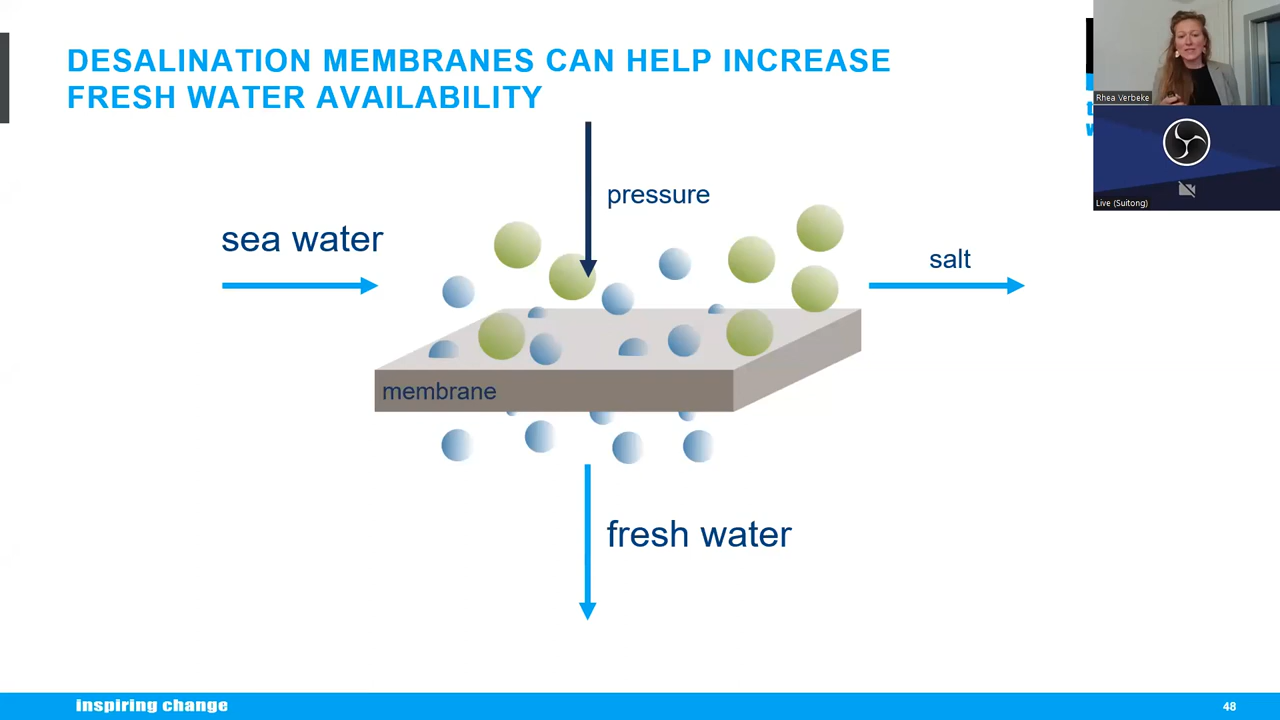 DESALINATION MEMBRANES CAN HELP INCREASE
FRESH WATER AVAILABILITY
Rhea Verbeke
Live (Suitong)
pressure
sea water
salt
membrane
fresh water
inspiring change
48